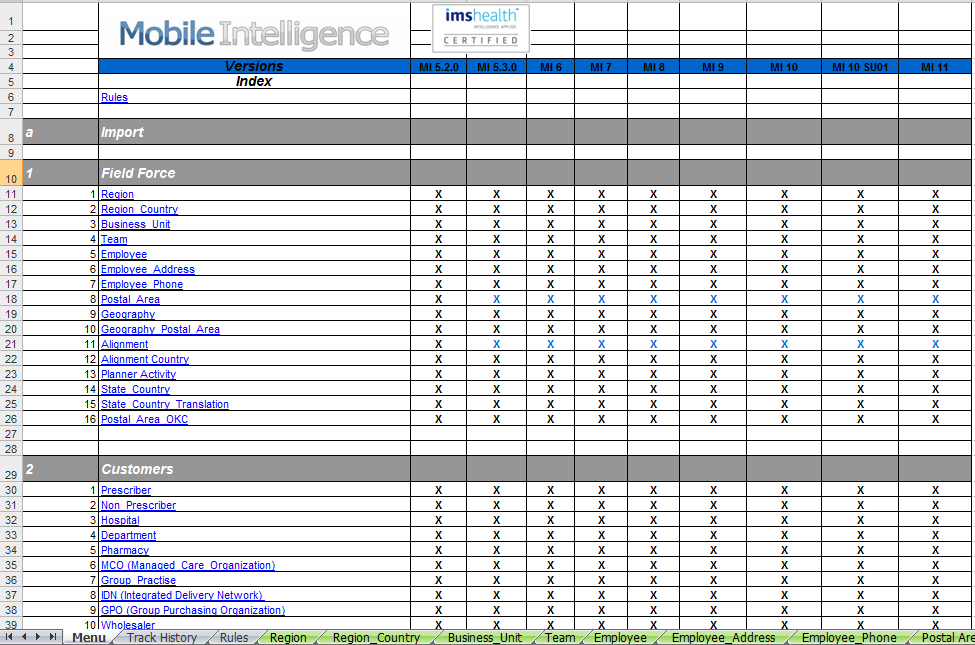 1 Mobile Intelligence imshealth
INTELLIGENCE APPLIED
2 CERTIFIED
3
4 Versions MI 5.2.0 MI 5.3.0 MI 6 MI 7 MI 8 MI 9 MI 10 MI 10 SU01 MI 11
5 Index
6 Rules
7
8 a Import
9
10 1 Field Force
11 1 Region X X X X X X X X X
12 2 Region_Country X X X X X X X X X
13 3 Business_Unit X X X X X X X X X
14 4 Team X X X X X X X X X
15 5 Employee X X X X X X X X X
16 6 Employee_Address X X X X X X X X X
17 7 Employee_Phone X X X X X X X X X
18 8 Postal_Area X X X X X X X X X
19 9 Geography X X X X X X X X X
20 10 Geography_Postal_Area X X X X X X X X X
21 11 Alignment X X X X X X X X X
22 12 Alignment Country X X X X X X X X X
23 13 Planner Activity X X X X X X X X X
24 14 State_Country X X X X X X X X X
25 15 State_Country_Translation X X X X X X X X X
26 16 Postal_Area_OKC X X X X X X X X X
27
28
29 2 Customers
30 1 Prescriber X X X X X X X X X
31 2 Non_Prescriber X X X X X X X X X
32 3 Hospital X X X X X X X X X
33 4 Department X X X X X X X X X
34 5 Pharmacy X X X X X X X X X
35 6 MCO (Managed_Care_Organization) X X X X X X X X X
36 7 Group_Practise X X X X X X X X X
37 8 IDN (Integrated Delivery Network) X X X X X X X X X
38 9 GPO (Group Purchasing Organization) X X X X X X X X X
39 10 Wholesaler X X X X X X X X X
Menu Track History Rules Region Region_Country Business_Unit Team Employee Employee_Address Employee_Phone Postal Are